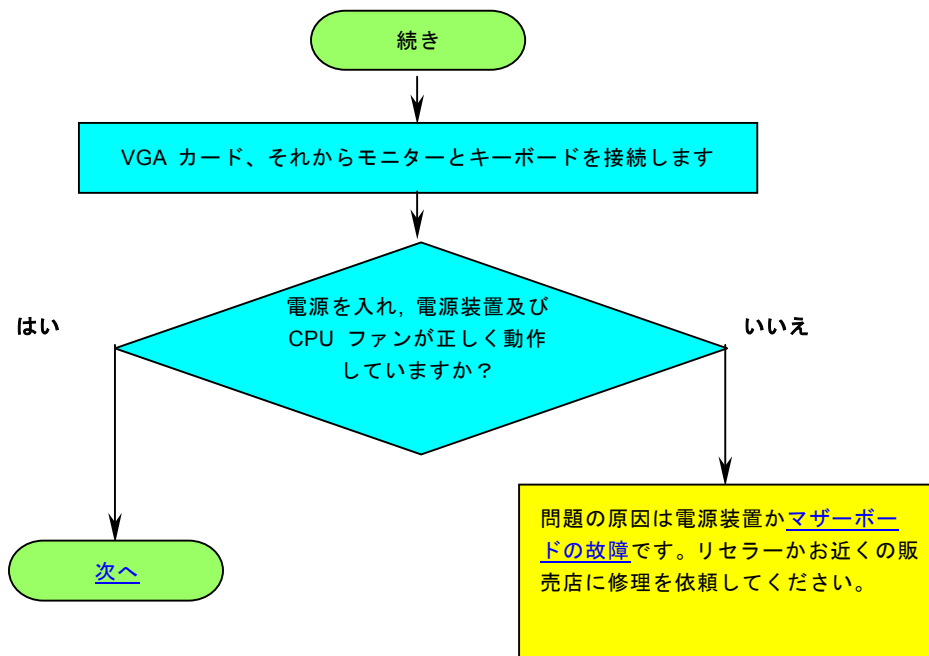 続き
VGA カード、それからモニターとキーボードを接続します
電源を入れ, 電源装置及び
CPU ファンが正しく動作
していますか？
はい
いいえ
問題の原因は電源装置かマザーボー
ドの故障です。リセラーかお近くの販
売店に修理を依頼してください。
次へ